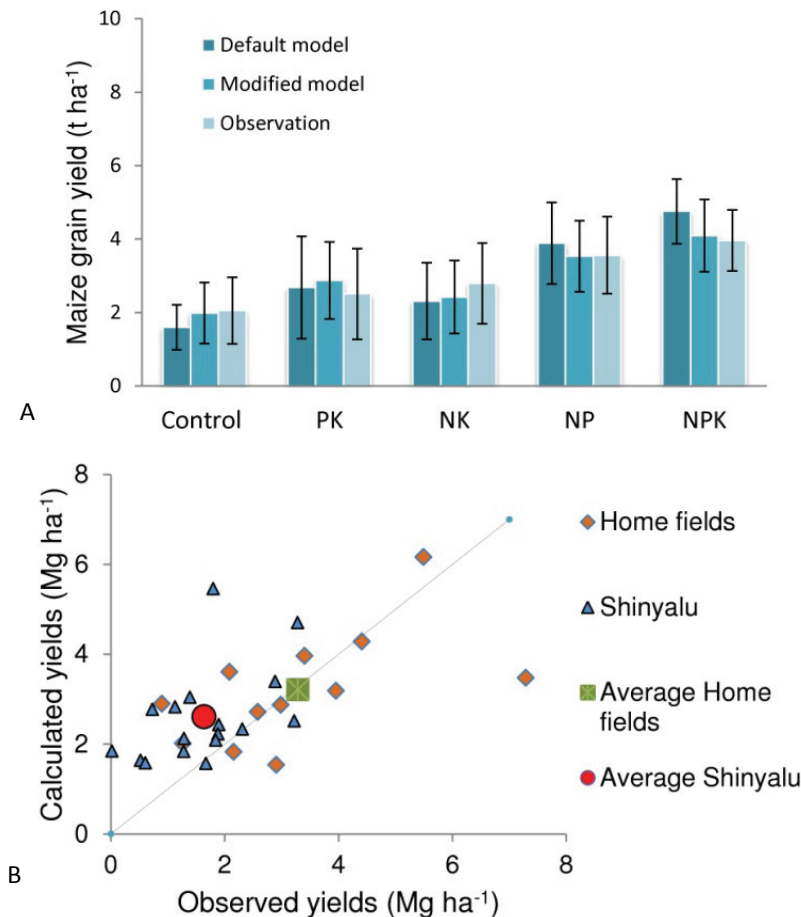 10
8
6
4
2
0
Maize grain yield (t ha⁻¹)
Default model
Modified model
Observation
Control PK NK NP NPK
A
8
6
4
2
0
Calculated yields (Mg ha⁻¹)
0 2 4 6 8
Observed yields (Mg ha⁻¹)
Home fields
Shinyalu
Average Home
fields
Average Shinyalu
B